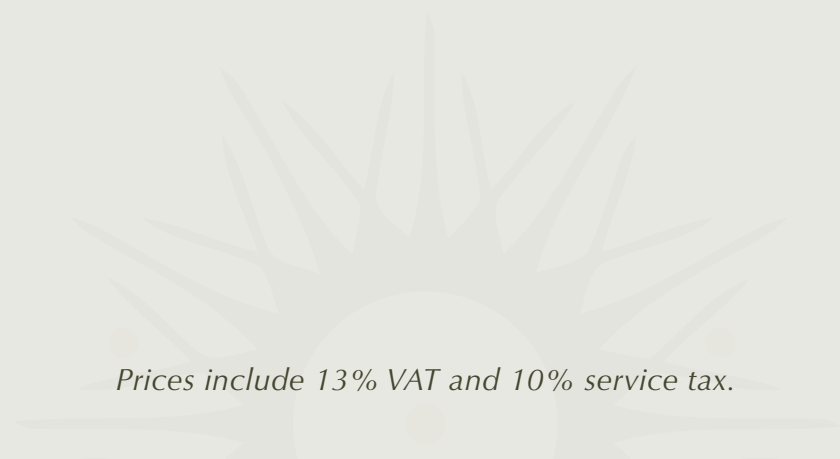 Prices include 13% VAT and 10% service tax.